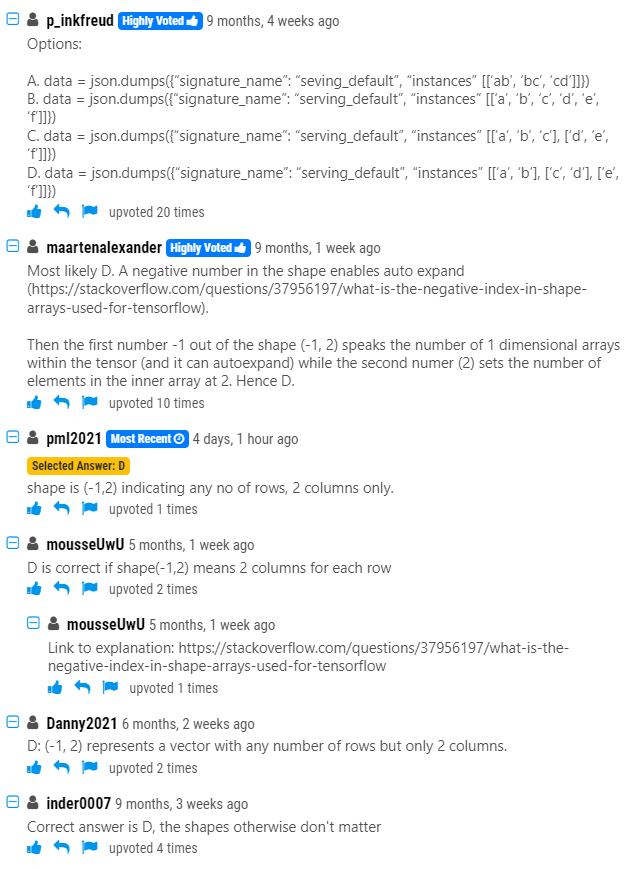 p_inkfreud Highly Voted 9 months, 4 weeks ago
Options:
A. data = json.dumps({“signature_name”: “seving_default”, “instances” [[‘ab’, ‘bc’, ‘cd’]]})
B. data = json.dumps({“signature_name”: “serving_default”, “instances” [[‘a’, ‘b’, ‘c’, ‘d’, ‘e’,
‘f’]]})
C. data = json.dumps({“signature_name”: “serving_default”, “instances” [[‘a’, ‘b’, ‘c’], [‘d’, ‘e’,
‘f’]]})
D. data = json.dumps({“signature_name”: “serving_default”, “instances” [[‘a’, ‘b’], [‘c’, ‘d’], [‘e’,
‘f’]]})
upvoted 20 times
maartenalexander Highly Voted 9 months, 1 week ago
Most likely D. A negative number in the shape enables auto expand
(https://stackoverflow.com/questions/37956197/what-is-the-negative-index-in-shape-
arrays-used-for-tensorflow).
Then the first number -1 out of the shape (-1, 2) speaks the number of 1 dimensional arrays
within the tensor (and it can autoexpand) while the second numer (2) sets the number of
elements in the inner array at 2. Hence D.
upvoted 10 times
pml2021 Most Recent 4 days, 1 hour ago
Selected Answer: D
shape is (-1,2) indicating any no of rows, 2 columns only.
upvoted 1 times
mousseUwU 5 months, 1 week ago
D is correct if shape(-1,2) means 2 columns for each row
upvoted 2 times
mousseUwU 5 months, 1 week ago
Link to explanation: https://stackoverflow.com/questions/37956197/what-is-the-
negative-index-in-shape-arrays-used-for-tensorflow
upvoted 1 times
Danny2021 6 months, 2 weeks ago
D: (-1, 2) represents a vector with any number of rows but only 2 columns.
upvoted 2 times
inder0007 9 months, 3 weeks ago
Correct answer is D, the shapes otherwise don't matter
upvoted 4 times